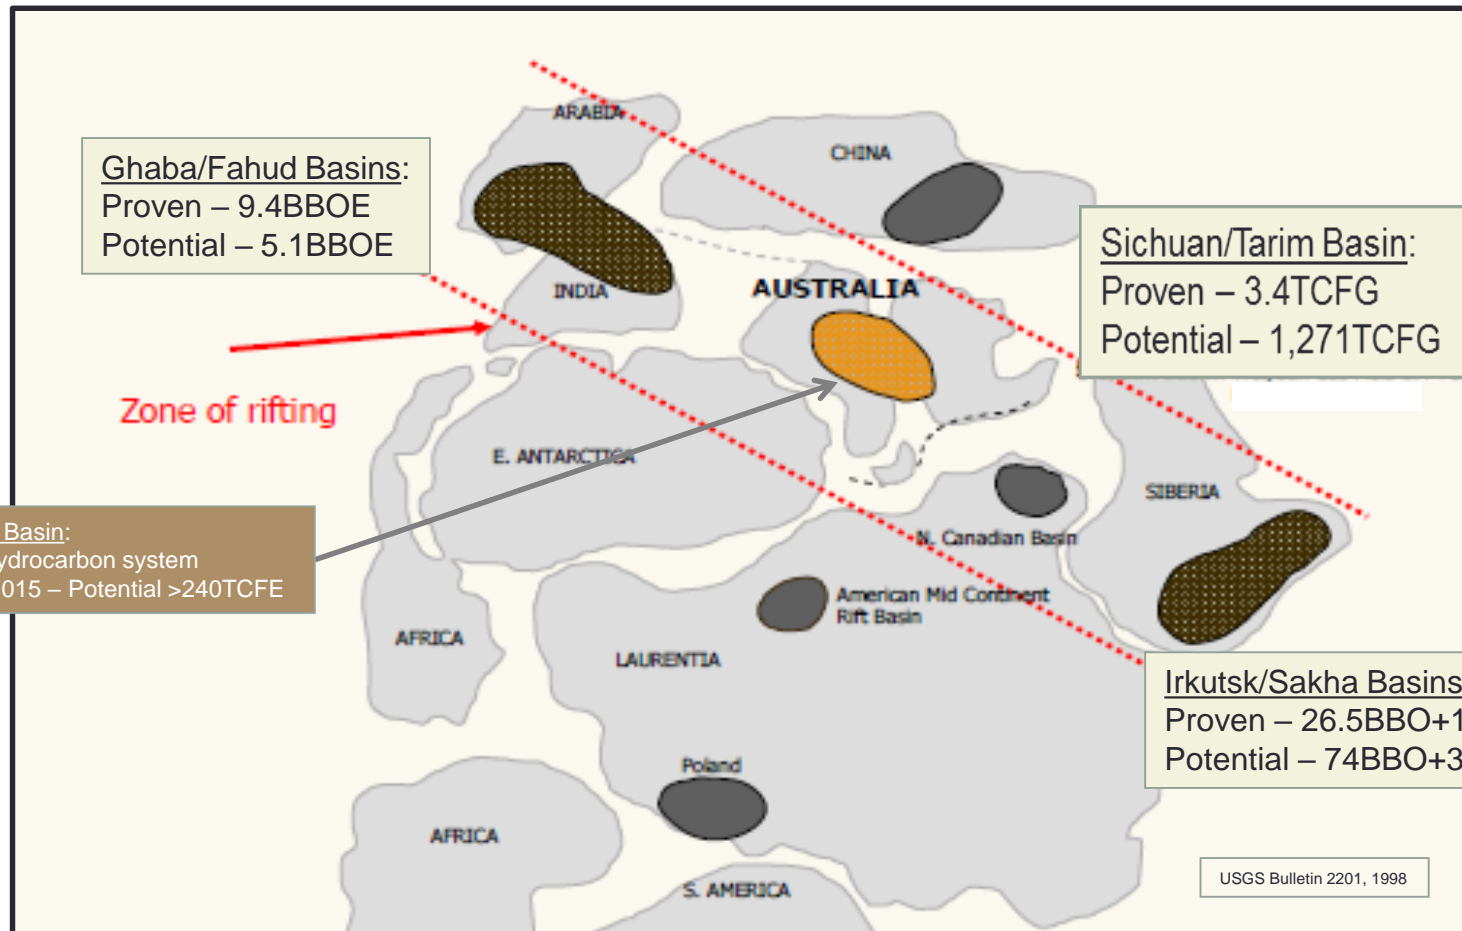 ARABIA
CHINA
Ghaba/Fahud Basins:
Proven – 9.4BBOE
Potential – 5.1BBOE
Sichuan/Tarim Basin:
Proven – 3.4TCFG
Potential – 1,271TCFG
INDIA
AUSTRALIA
Zone of rifting
E. ANTARCTICA
SIBERIA
Basin:
ydrocarbon system
015 – Potential >240TCFE
N. Canadian Basin
American Mid Continent
Rift Basin
AFRICA
LAURENTIA
Irkutsk/Sakha Basins
Proven – 26.5BBO+1
Potential – 74BBO+3
Poland
AFRICA
S. AMERICA
USGS Bulletin 2201, 1998